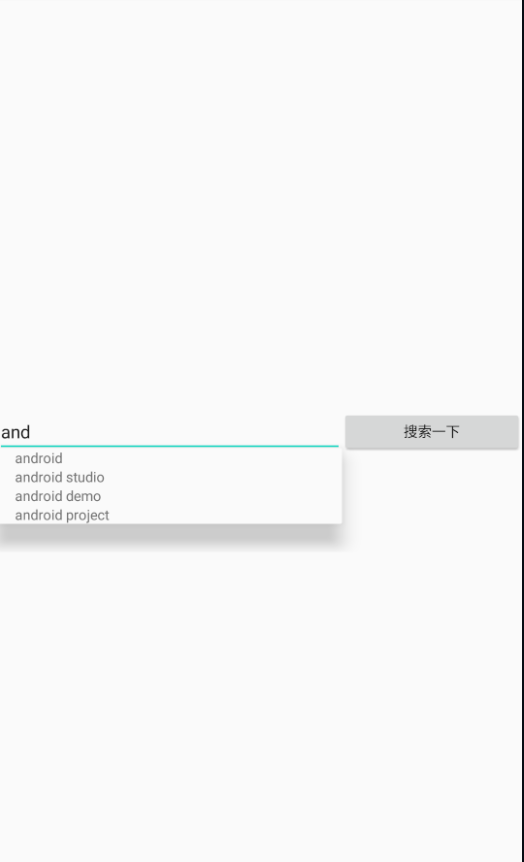 and
搜索一下
android
android studio
android demo
android project